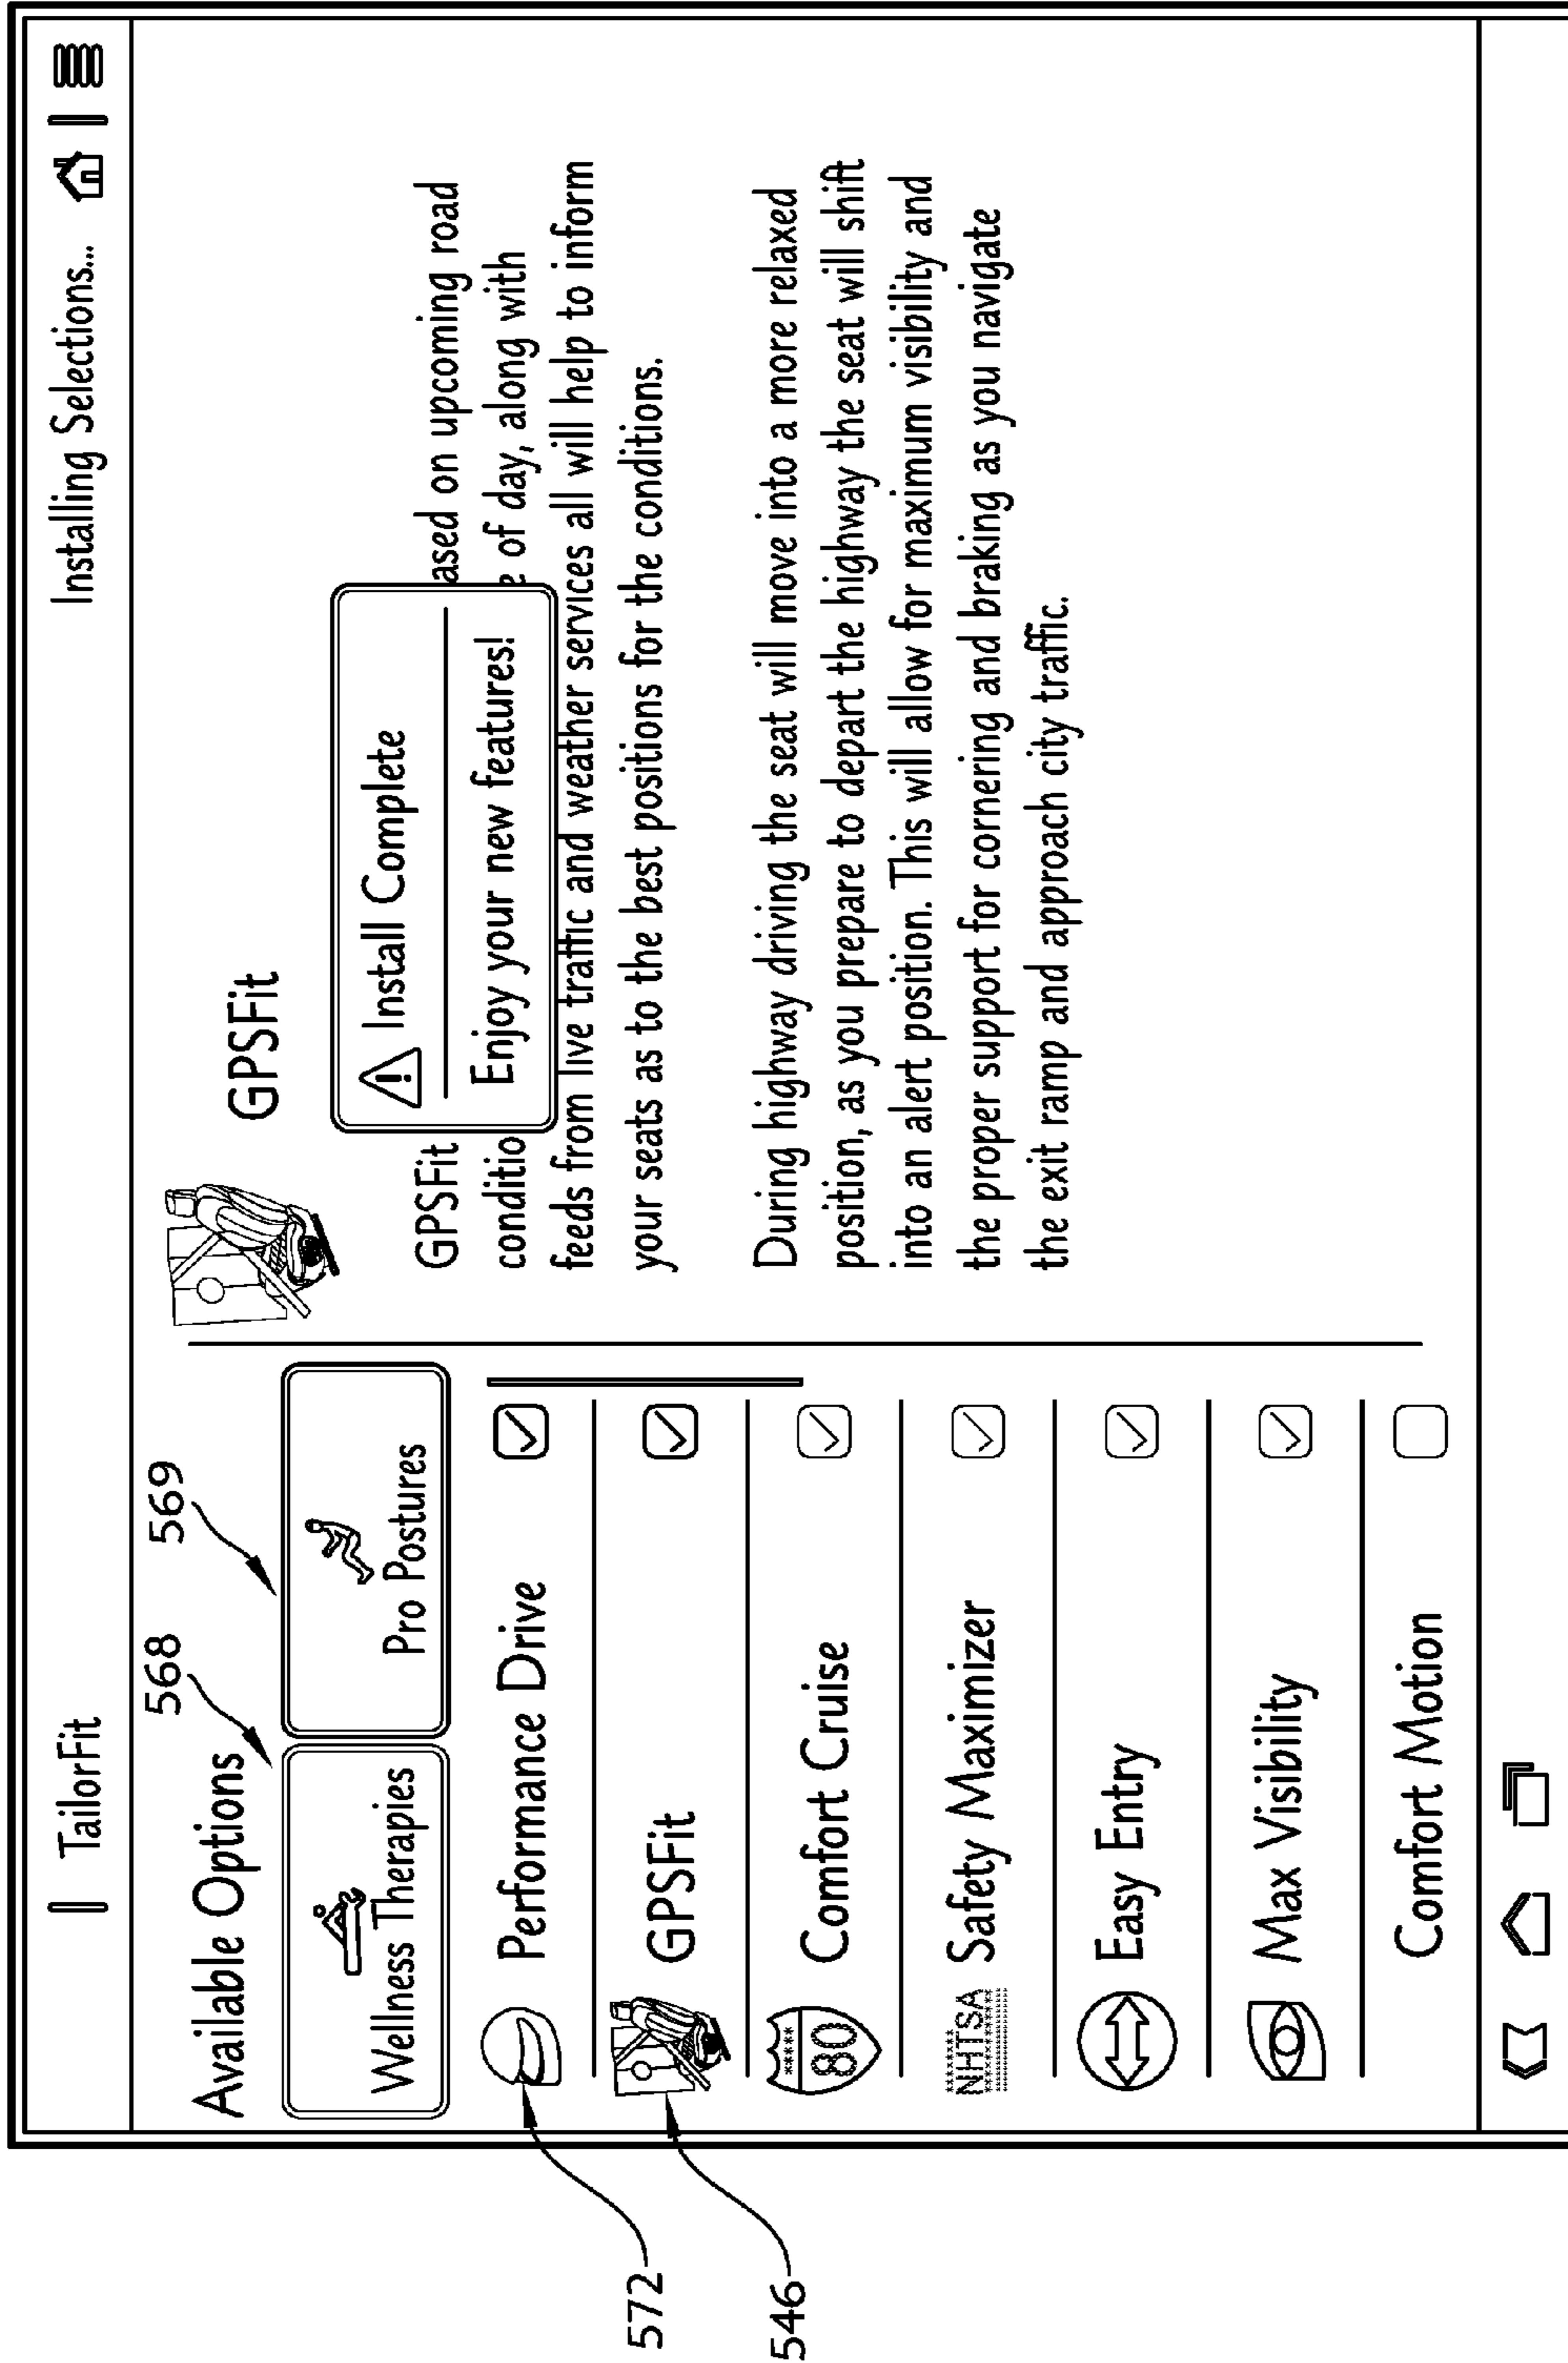 TailorFit
Installing Selections...
Available Options
568
569
Wellness Therapies
Pro Postures
572
Performance Drive
546
GPSFit
80
Comfort Cruise
NHTSA
Safety Maximizer
Easy Entry
Max Visibility
Comfort Motion
GPSFit
Install Complete
Enjoy your new features!
GPSFit ased on upcoming road
conditio e of day, along with
feeds from live traffic and weather services all will help to inform
your seats as to the best positions for the conditions.
During highway driving the seat will move into a more relaxed
position, as you prepare to depart the highway the seat will shift
into an alert position. This will allow for maximum visibility and
the proper support for cornering and braking as you navigate
the exit ramp and approach city traffic.